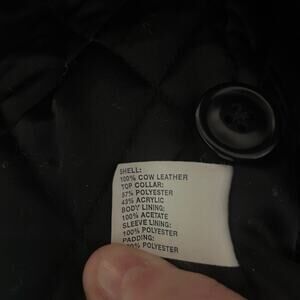 SHELL:
100% COW LEATHER
TOP COLLAR:
57% POLYESTER
43% ACRYLIC
BODY LINING:
100% ACETATE
SLEEVE LINING:
100% POLYESTER
PADDING:
POLYESTER